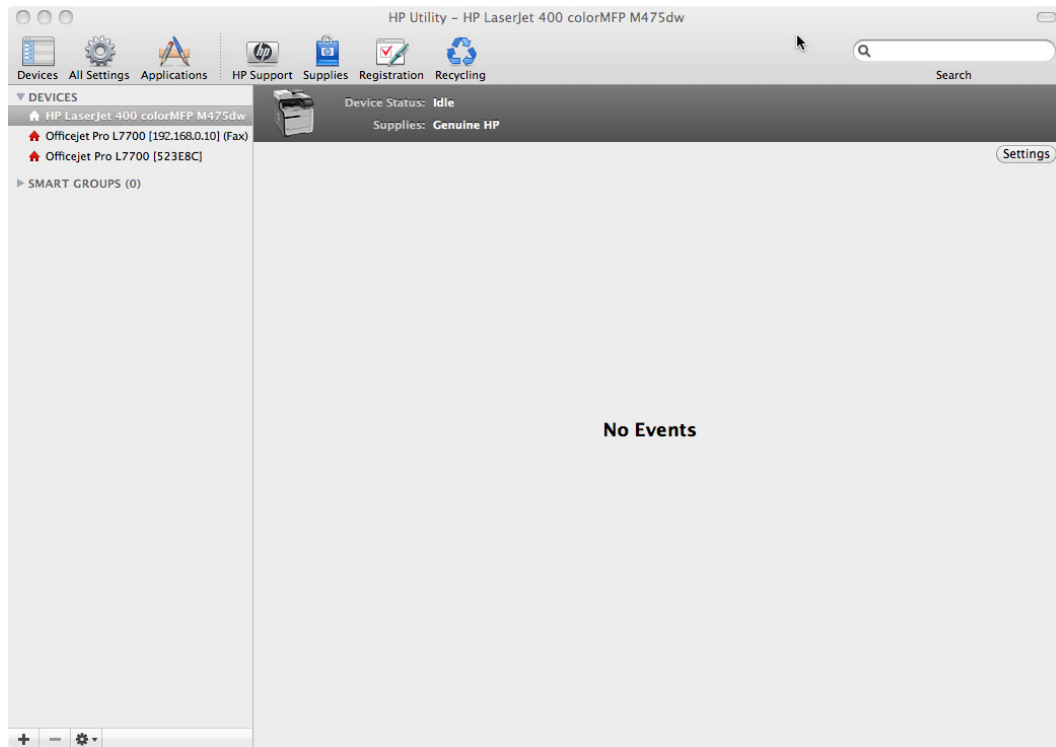 HP Utility – HP LaserJet 400 colorMFP M475dw
Devices All Settings Applications HP Support Supplies Registration Recycling Search
DEVICES
HP LaserJet 400 colorMFP M475dw
Officejet Pro L7700 [192.168.0.10] (Fax)
Officejet Pro L7700 [523E8C]
SMART GROUPS (0)
Device Status: Idle
Supplies: Genuine HP
Settings
No Events